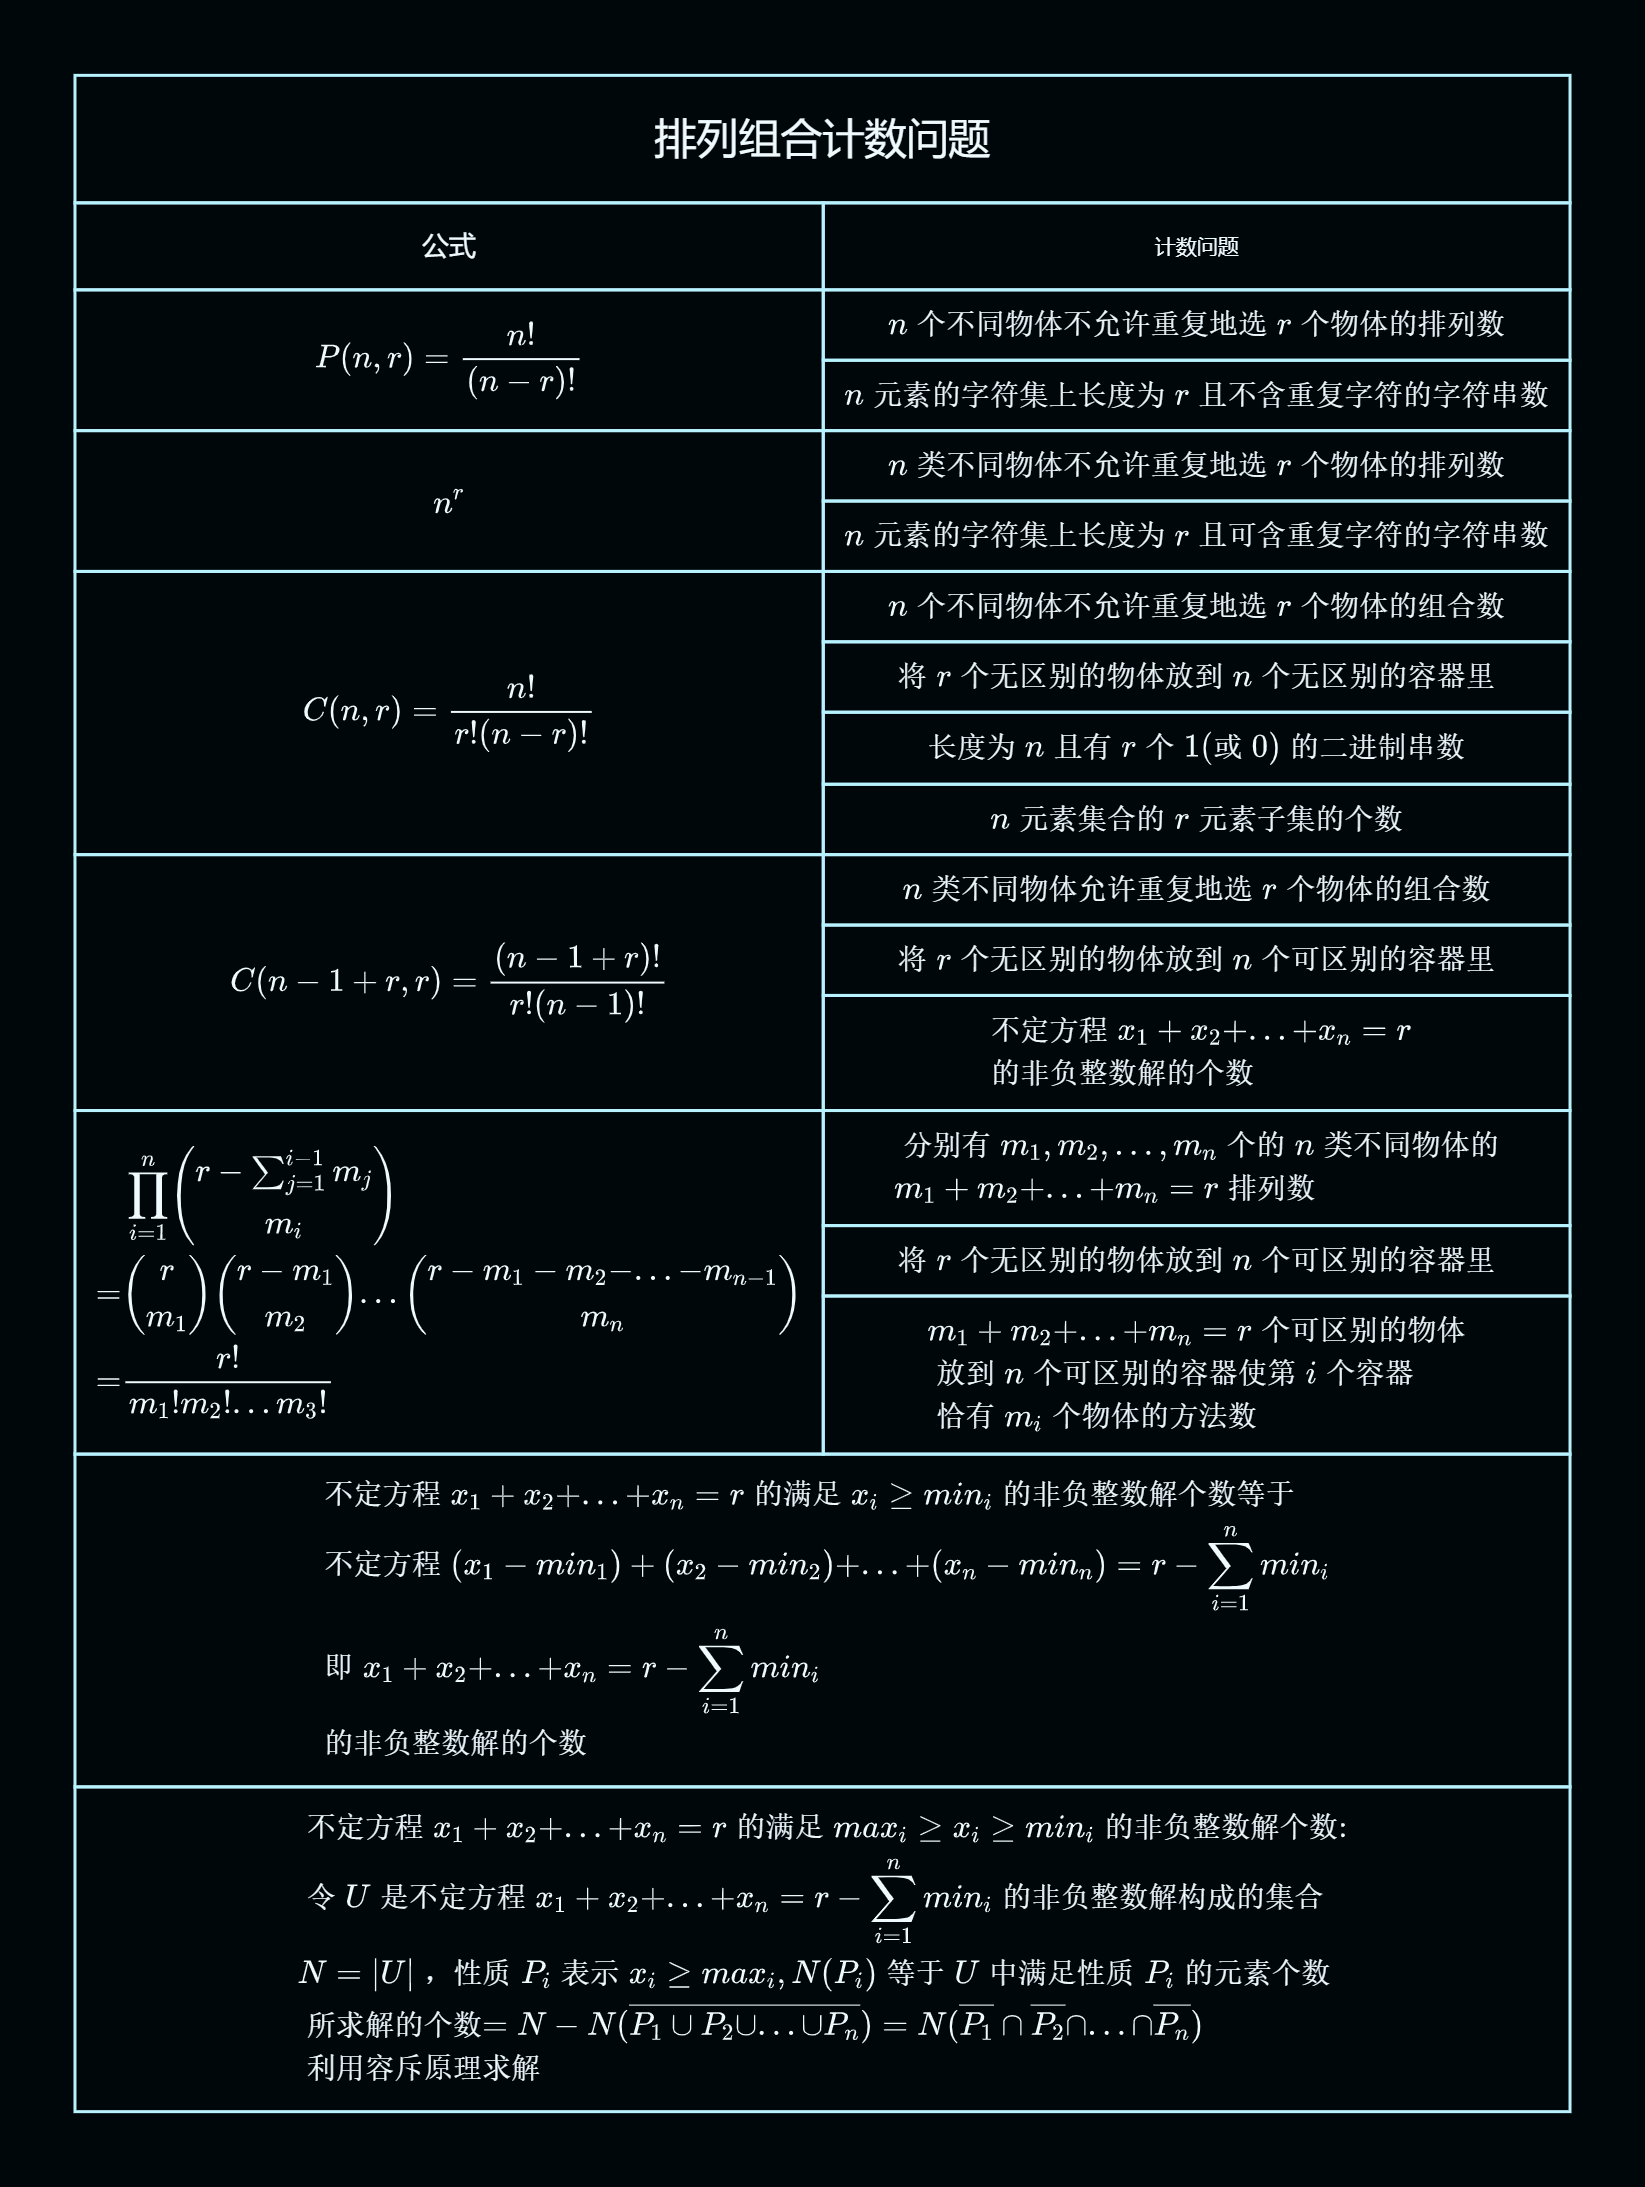 排列组合计数问题
公式
计数问题
P(n, r) = \frac{n!}{(n − r)!}
n 个不同物体不允许重复地选 r 个物体的排列数
n 元素的字符集上长度为 r 且不含重复字符的字符串数
n^r
n 类不同物体不允许重复地选 r 个物体的排列数
n 元素的字符集上长度为 r 且可含重复字符的字符串数
C(n, r) = \frac{n!}{r!(n − r)!}
n 个不同物体不允许重复地选 r 个物体的组合数
将 r 个无区别的物体放到 n 个无区别的容器里
长度为 n 且有 r 个 1(或 0) 的二进制串数
n 元素集合的 r 元素子集的个数
C(n − 1 + r, r) = \frac{(n − 1 + r)!}{r!(n − 1)!}
n 类不同物体允许重复地选 r 个物体的组合数
将 r 个无区别的物体放到 n 个可区别的容器里
不定方程 x_1 + x_2+...+x_n = r
的非负整数解的个数
\prod_{i=1}^{n} \binom{r − \sum_{j=1}^{i−1} m_j}{m_i}
=\binom{r}{m_1}\binom{r − m_1}{m_2}...\binom{r − m_1 − m_2−...−m_{n−1}}{m_n}
=\frac{r!}{m_1!m_2!...m_3!}
分别有 m_1, m_2, ..., m_n 个的 n 类不同物体的
m_1 + m_2+...+m_n = r 排列数
将 r 个无区别的物体放到 n 个可区别的容器里
m_1 + m_2+...+m_n = r 个可区别的物体
放到 n 个可区别的容器使第 i 个容器
恰有 m_i 个物体的方法数
不定方程 x_1 + x_2+...+x_n = r 的满足 x_i ≥ min_i 的非负整数解个数等于
不定方程 (x_1 − min_1) + (x_2 − min_2)+...+(x_n − min_n) = r − \sum_{i=1}^{n} min_i
即 x_1 + x_2+...+x_n = r − \sum_{i=1}^{n} min_i
的非负整数解的个数
不定方程 x_1 + x_2+...+x_n = r 的满足 max_i ≥ x_i ≥ min_i 的非负整数解个数:
令 U 是不定方程 x_1 + x_2+...+x_n = r − \sum_{i=1}^{n} min_i 的非负整数解构成的集合
N = |U| ，性质 P_i 表示 x_i ≥ max_i, N(P_i) 等于 U 中满足性质 P_i 的元素个数
所求解的个数= N − N(\overline{P_1 ∪ P_2∪...∪P_n}) = N(\overline{P_1} ∩ \overline{P_2}∩...∩\overline{P_n})
利用容斥原理求解